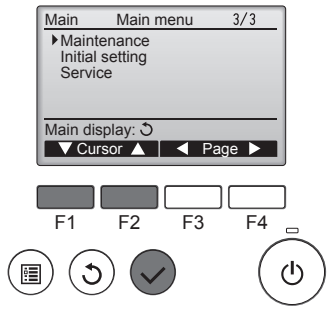 Main Main menu 3/3
Maintenance
Initial setting
Service
Main display:
Cursor Page
F1 F2 F3 F4